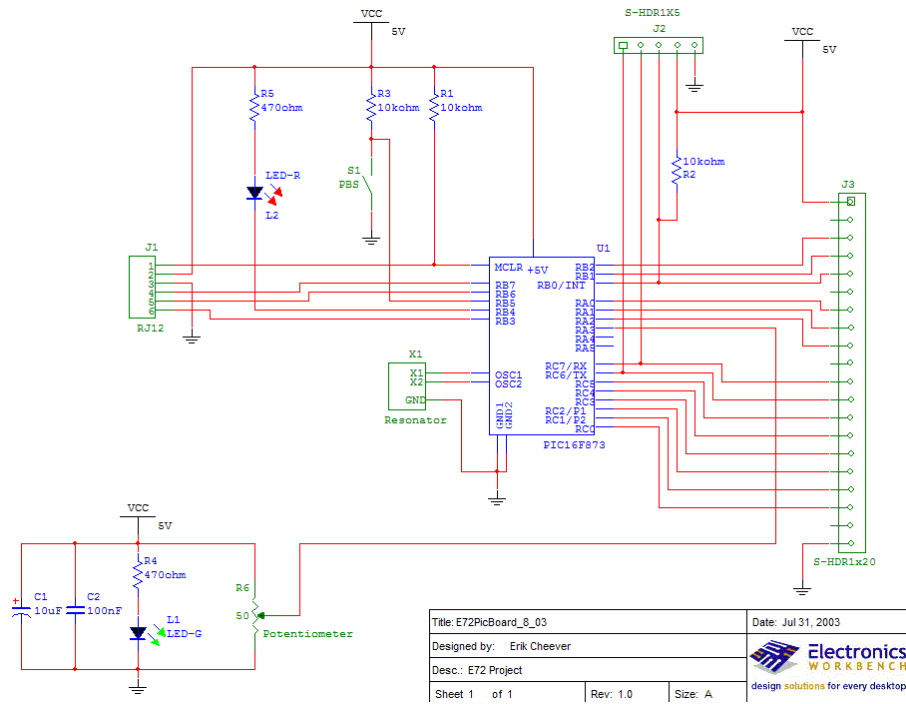 S-HDR1X5
J2
VCC
5V
VCC
5V
R5
470ohm
R3
10kohm
R1
10kohm
10kohm
R2
LED-R
L2
S1
PBS
J3
J1
1
2
3
4
5
6
RJ12
U1
MCLR
+5V
RB7
RB6
RB5
RB4
RB3
RB2
RB1
RB0/INT
RA0
RA1
RA2
RA3
RA4
RA5
RC7/RX
RC6/TX
RC5
RC4
RC3
RC2/P1
RC1/P2
RC0
OSC1
OSC2
GND1
GND2
PIC16F873
X1
X1
X2
GND
Resonator
S-HDR1x20
VCC
5V
R4
470ohm
C1
10uF
C2
100nF
L1
LED-G
R6
50
Potentiometer
+
Title: E72PicBoard_8_03
Date: Jul 31, 2003
Designed by: Erik Cheever
Desc.: E72 Project
Sheet 1 of 1
Rev: 1.0
Size: A
Electronics
WORKBENCH
design solutions for every desktop